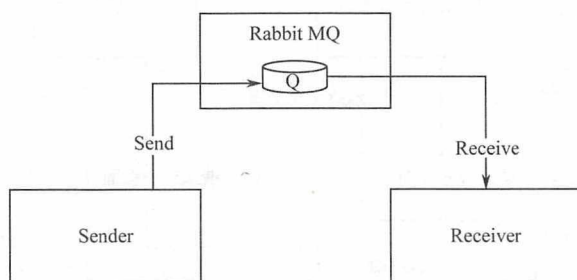 Rabbit MQ
Q
Send
Receive
Sender
Receiver